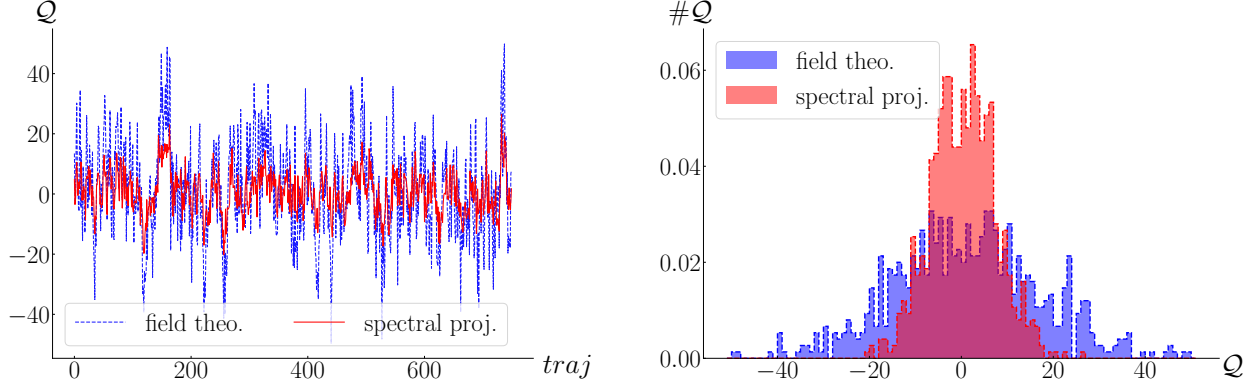 𝒬
40
20
0
−20
−40
0
200
400
600
traj
field theo.
spectral proj.
#𝒬
0.06
0.04
0.02
0.00
−40
−20
0
20
40
𝒬
field theo.
spectral proj.